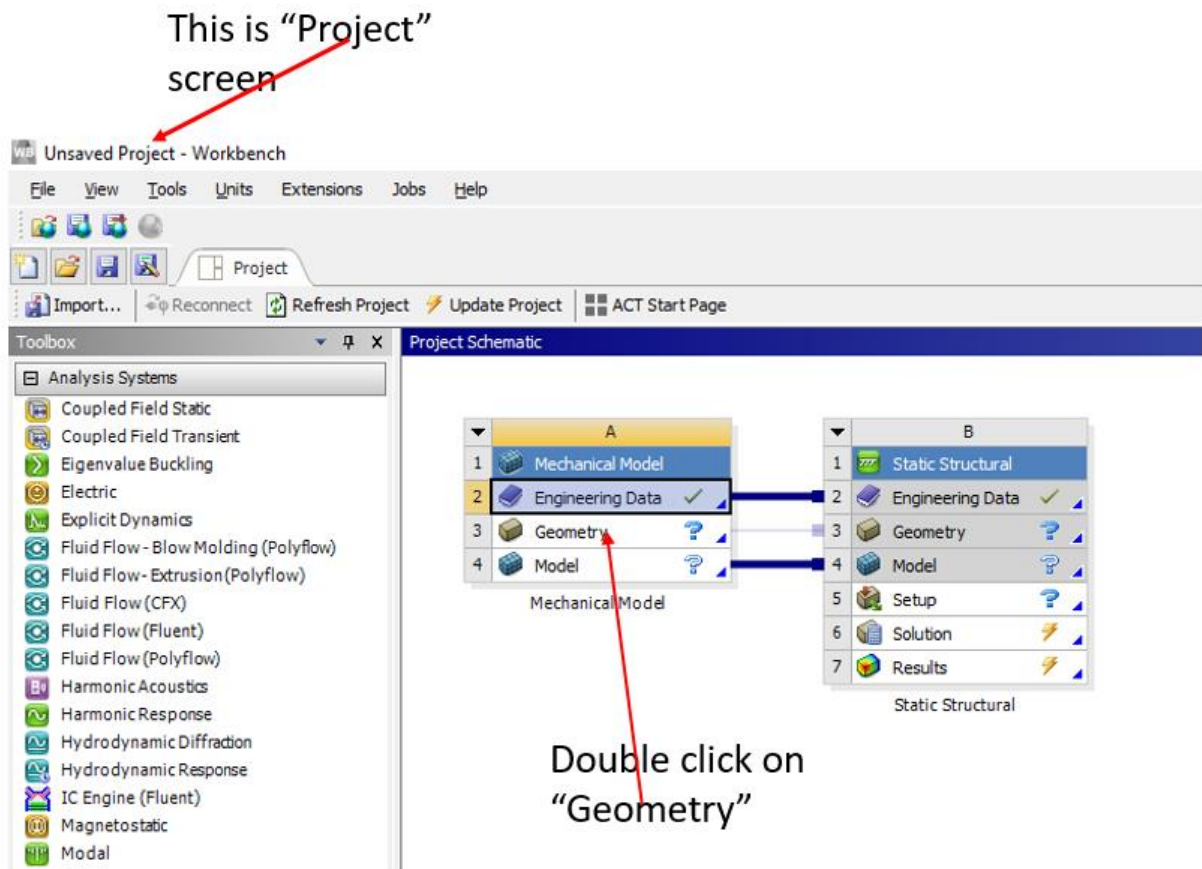 This is “Project”
screen
WB Unsaved Project - Workbench
File View Tools Units Extensions Jobs Help
Project
Import... Reconnect Refresh Project Update Project ACT Start Page
Toolbox
Project Schematic
Analysis Systems
Coupled Field Static
Coupled Field Transient
Eigenvalue Buckling
Electric
Explicit Dynamics
Fluid Flow - Blow Molding (Polyflow)
Fluid Flow - Extrusion (Polyflow)
Fluid Flow (CFX)
Fluid Flow (Fluent)
Fluid Flow (Polyflow)
Harmonic Acoustics
Harmonic Response
Hydrodynamic Diffraction
Hydrodynamic Response
IC Engine (Fluent)
Magnetostatic
Modal
A
1 Mechanical Model
2 Engineering Data
3 Geometry
4 Model
Mechanical Model
B
1 Static Structural
2 Engineering Data
3 Geometry
4 Model
5 Setup
6 Solution
7 Results
Static Structural
Double click on
“Geometry”